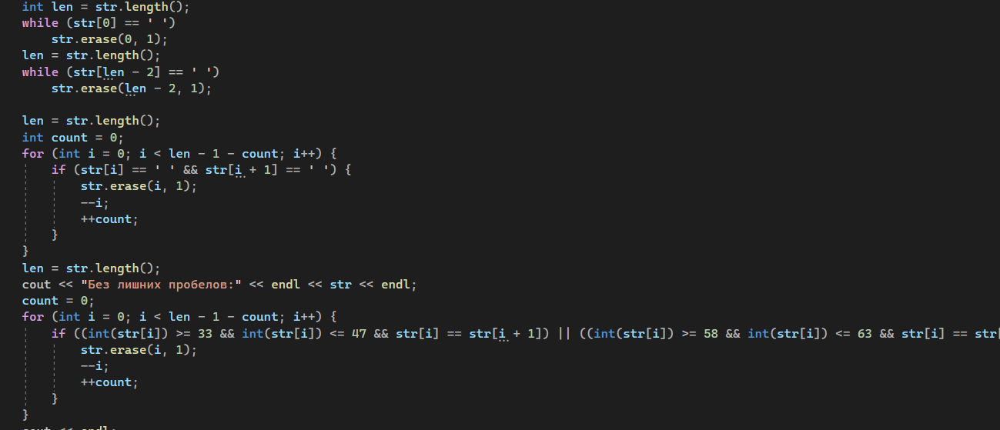 int len = str.length();
while (str[0] == ' ')
    str.erase(0, 1);
len = str.length();
while (str[len - 2] == ' ')
    str.erase(len - 2, 1);

len = str.length();
int count = 0;
for (int i = 0; i < len - 1 - count; i++) {
    if (str[i] == ' ' && str[i + 1] == ' ') {
        str.erase(i, 1);
        --i;
        ++count;
    }
}
len = str.length();
cout << "Без лишних пробелов:" << endl << str << endl;
count = 0;
for (int i = 0; i < len - 1 - count; i++) {
    if ((int(str[i]) >= 33 && int(str[i]) <= 47 && str[i] == str[i + 1]) || ((int(str[i]) >= 58 && int(str[i]) <= 63 && str[i] == str[
        str.erase(i, 1);
        --i;
        ++count;
    }
}
cout << endl;